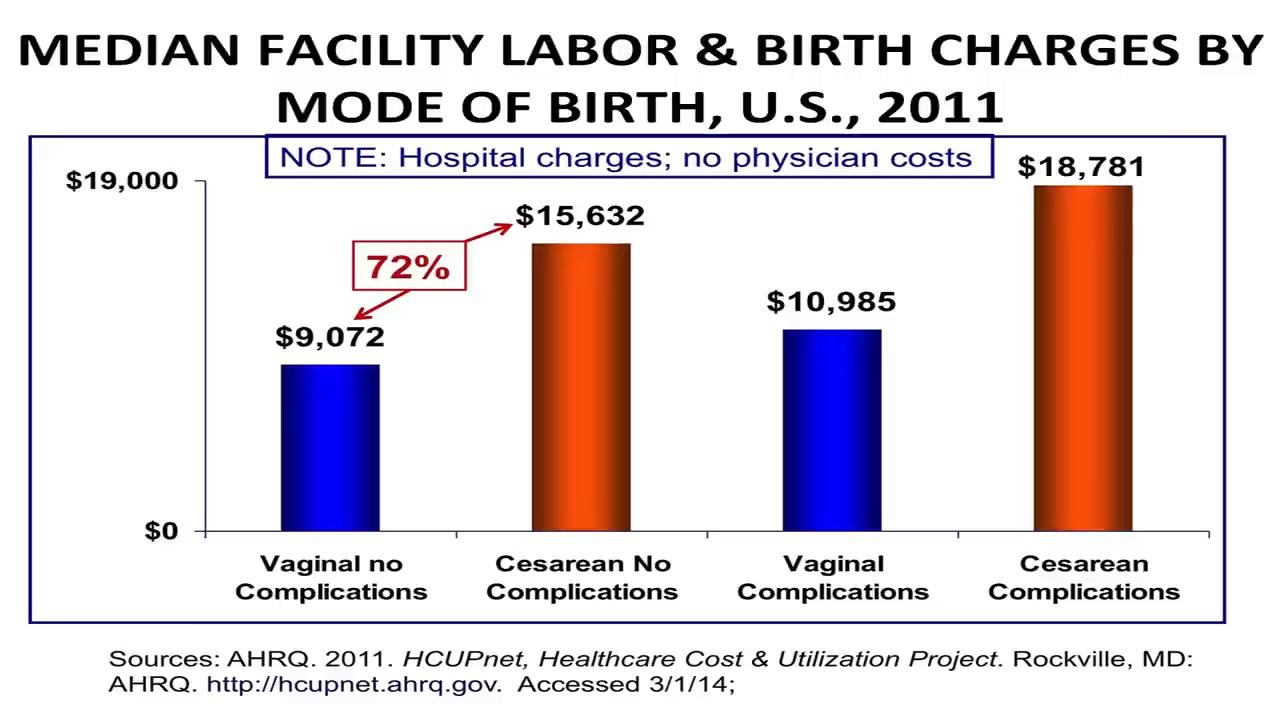 MEDIAN FACILITY LABOR & BIRTH CHARGES BY
MODE OF BIRTH, U.S., 2011
NOTE: Hospital charges; no physician costs
$19,000
$18,781
$15,632
72%
$10,985
$9,072
$0
Vaginal no
Complications
Cesarean No
Complications
Vaginal
Complications
Cesarean
Complications
Sources: AHRQ. 2011. HCUPnet, Healthcare Cost & Utilization Project. Rockville, MD:
AHRQ. http://hcupnet.ahrq.gov. Accessed 3/1/14;